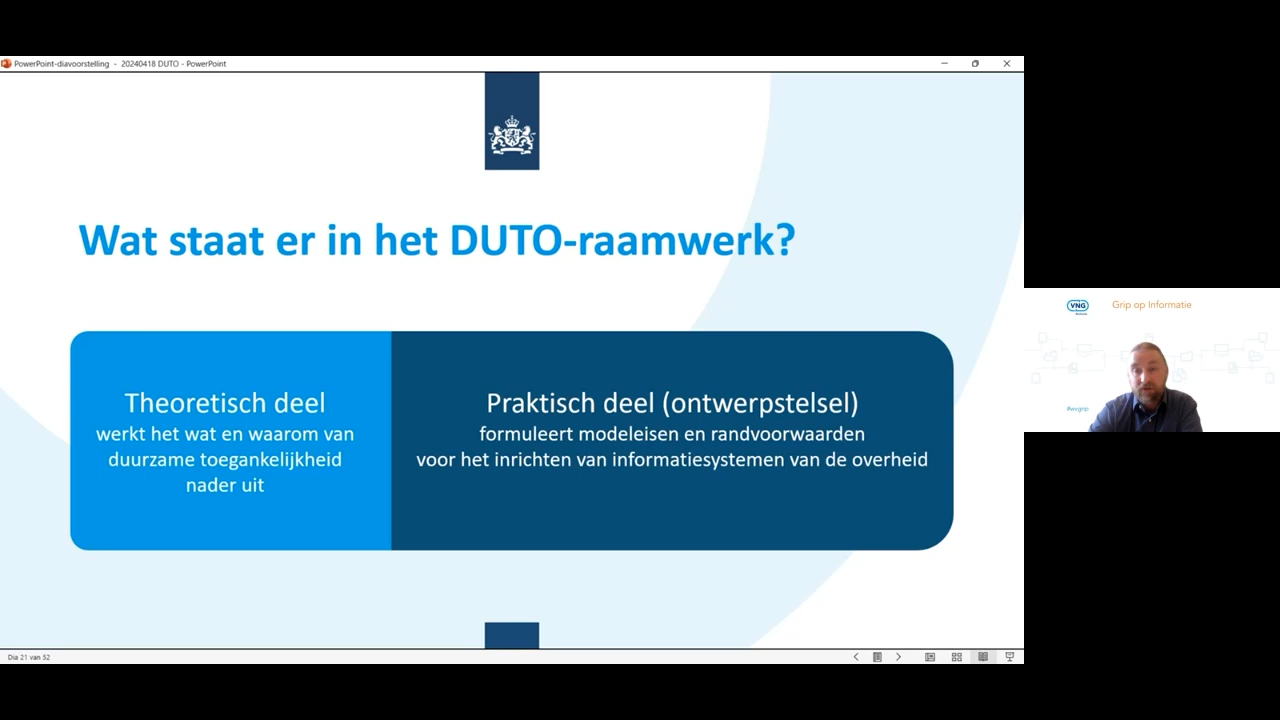 PowerPoint-diavoorstelling - 20240418 DUTO - PowerPoint
Wat staat er in het DUTO-raamwerk?
Theoretisch deel
werkt het wat en waarom van
duurzame toegankelijkheid
nader uit
Praktisch deel (ontwerpstelsel)
formuleert modeleisen en randvoorwaarden
voor het inrichten van informatiesystemen van de overheid
VNG
Grip op Informatie
Dia 21 van 52